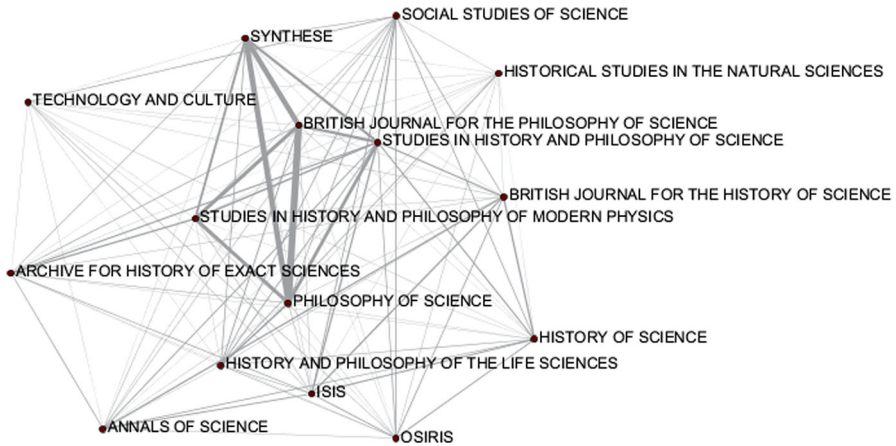 SOCIAL STUDIES OF SCIENCE
SYNTHESE
HISTORICAL STUDIES IN THE NATURAL SCIENCES
TECHNOLOGY AND CULTURE
BRITISH JOURNAL FOR THE PHILOSOPHY OF SCIENCE
STUDIES IN HISTORY AND PHILOSOPHY OF SCIENCE
BRITISH JOURNAL FOR THE HISTORY OF SCIENCE
STUDIES IN HISTORY AND PHILOSOPHY OF MODERN PHYSICS
ARCHIVE FOR HISTORY OF EXACT SCIENCES
PHILOSOPHY OF SCIENCE
HISTORY OF SCIENCE
HISTORY AND PHILOSOPHY OF THE LIFE SCIENCES
ISIS
ANNALS OF SCIENCE
OSIRIS